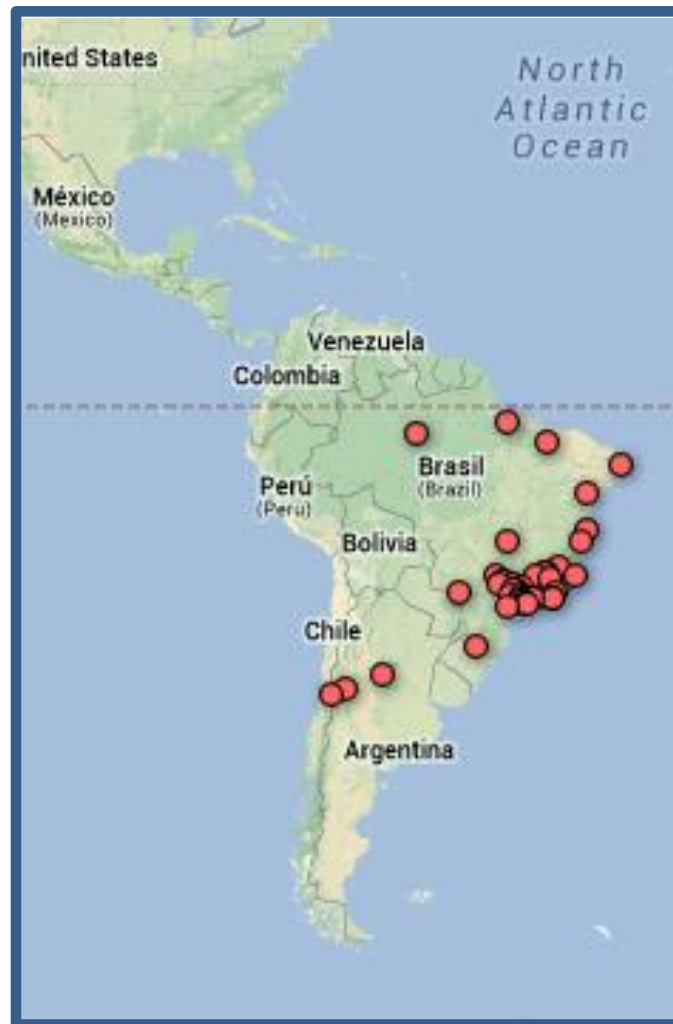 nited States
North
Atlantic
Ocean
México
(Mexico)
Venezuela
Colombia
Brasil
(Brazil)
Perú
(Peru)
Bolivia
Chile
Argentina